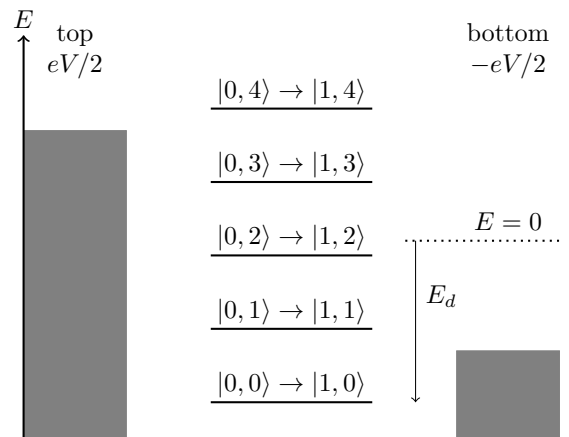 E
top
eV/2
bottom
−eV/2
|0, 4⟩ → |1, 4⟩
|0, 3⟩ → |1, 3⟩
|0, 2⟩ → |1, 2⟩
E = 0
|0, 1⟩ → |1, 1⟩
E_d
|0, 0⟩ → |1, 0⟩